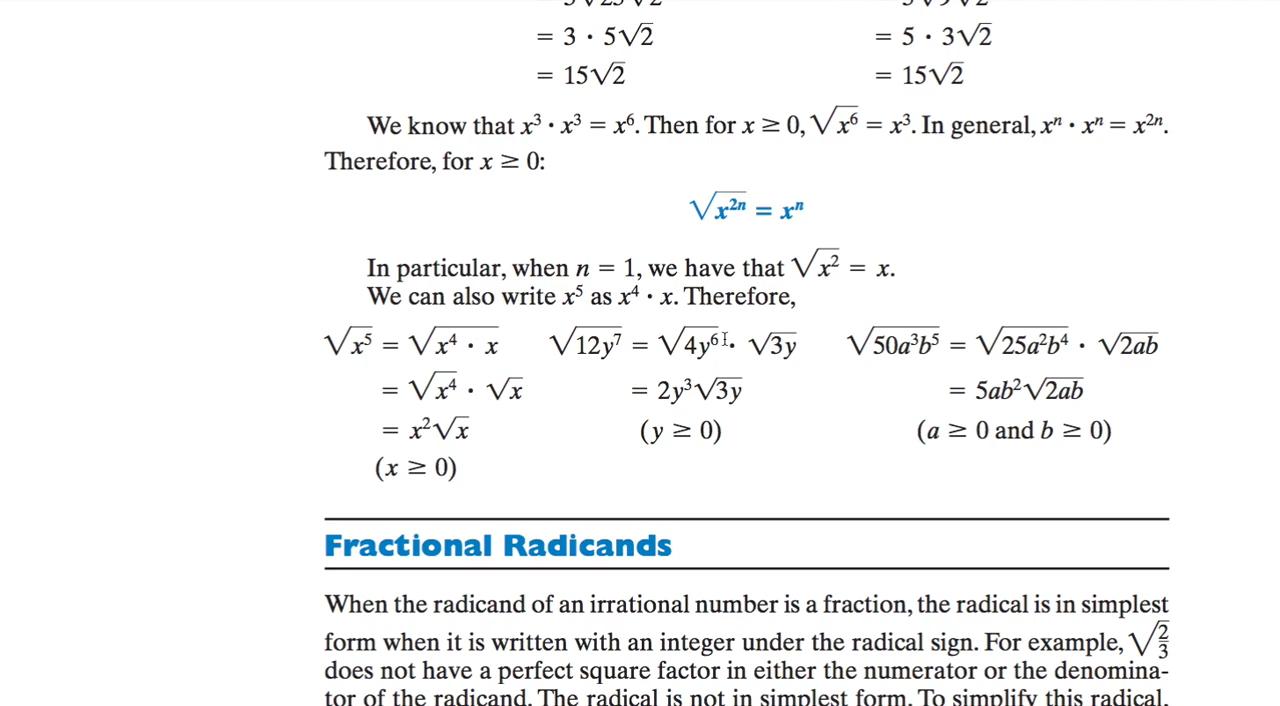 = 3 · 5√2 = 5 · 3√2
= 15√2 = 15√2
We know that x³ · x³ = x⁶. Then for x ≥ 0, √x⁶ = x³. In general, xⁿ · xⁿ = x²ⁿ.
Therefore, for x ≥ 0:
√x²ⁿ = xⁿ
In particular, when n = 1, we have that √x² = x.
We can also write x⁵ as x⁴ · x. Therefore,
√x⁵ = √(x⁴ · x) √12y⁷ = √4y⁶ · √3y √50a³b⁵ = √25a²b⁴ · √2ab
= √x⁴ · √x = 2y³√3y = 5ab²√2ab
= x²√x (y ≥ 0) (a ≥ 0 and b ≥ 0)
(x ≥ 0)
Fractional Radicands
When the radicand of an irrational number is a fraction, the radical is in simplest
form when it is written with an integer under the radical sign. For example, √(2/3)
does not have a perfect square factor in either the numerator or the denomina-
tor of the radicand. The radical is not in simplest form. To simplify this radical,